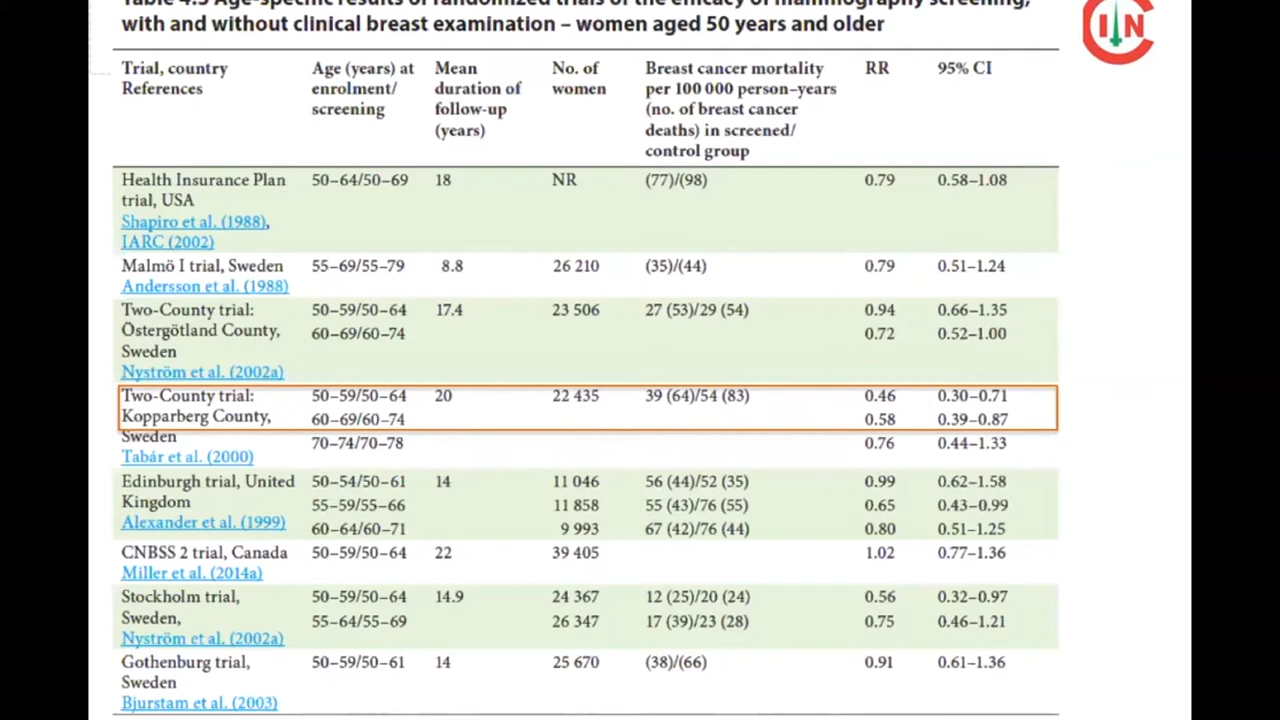 Table 4.3 Age-specific results of randomized trials of the efficacy of mammography screening,
with and without clinical breast examination – women aged 50 years and older
CIN
Trial, country References | Age (years) at enrolment/ screening | Mean duration of follow-up (years) | No. of women | Breast cancer mortality per 100 000 person–years (no. of breast cancer deaths) in screened/ control group | RR | 95% CI
Health Insurance Plan 50–64/50–69 18 NR (77)/(98) 0.79 0.58–1.08
trial, USA
Shapiro et al. (1988),
IARC (2002)
Malmö I trial, Sweden 55–69/55–79 8.8 26 210 (35)/(44) 0.79 0.51–1.24
Andersson et al. (1988)
Two-County trial: 50–59/50–64 17.4 23 506 27 (53)/29 (54) 0.94 0.66–1.35
Östergötland County, 60–69/60–74 0.72 0.52–1.00
Sweden
Nyström et al. (2002a)
Two-County trial: 50–59/50–64 20 22 435 39 (64)/54 (83) 0.46 0.30–0.71
Kopparberg County, 60–69/60–74 0.58 0.39–0.87
Sweden 70–74/70–78 0.76 0.44–1.33
Tabár et al. (2000)
Edinburgh trial, United 50–54/50–61 14 11 046 56 (44)/52 (35) 0.99 0.62–1.58
Kingdom 55–59/55–66 11 858 55 (43)/76 (55) 0.65 0.43–0.99
Alexander et al. (1999) 60–64/60–71 9 993 67 (42)/76 (44) 0.80 0.51–1.25
CNBSS 2 trial, Canada 50–59/50–64 22 39 405 1.02 0.77–1.36
Miller et al. (2014a)
Stockholm trial, 50–59/50–64 14.9 24 367 12 (25)/20 (24) 0.56 0.32–0.97
Sweden, 55–64/55–69 26 347 17 (39)/23 (28) 0.75 0.46–1.21
Nyström et al. (2002a)
Gothenburg trial, 50–59/50–61 14 25 670 (38)/(66) 0.91 0.61–1.36
Sweden
Bjurstam et al. (2003)